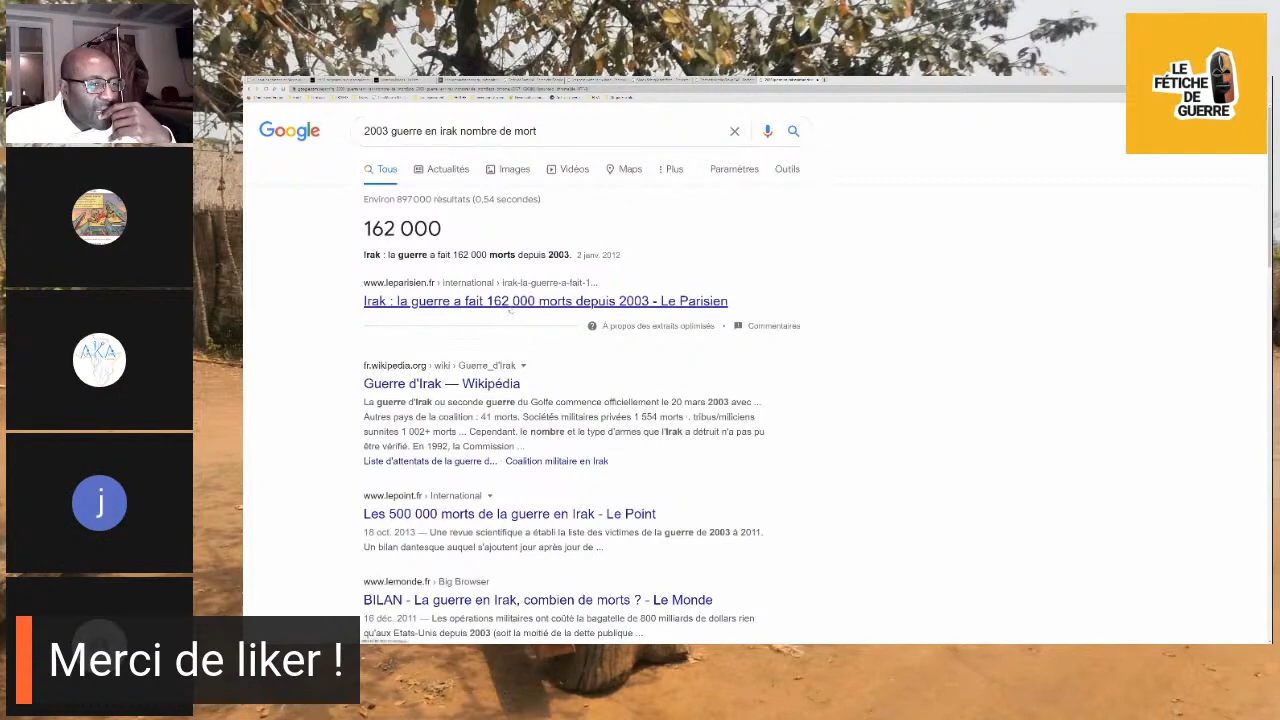 LE
FÉTICHE
DE
GUERRE
Google
2003 guerre en irak nombre de mort
Tous
Actualités
Images
Vidéos
Maps
Plus
Paramètres
Outils
Environ 897 000 résultats (0,54 secondes)
162 000
Irak : la guerre a fait 162 000 morts depuis 2003. 2 janv. 2012
www.leparisien.fr › international › irak-la-guerre-a-fait-1...
Irak : la guerre a fait 162 000 morts depuis 2003 - Le Parisien
À propos des extraits optimisés • Commentaires
fr.wikipedia.org › wiki › Guerre_d'Irak
Guerre d'Irak — Wikipédia
La guerre d'Irak ou seconde guerre du Golfe commence officiellement le 20 mars 2003 avec ...
Autres pays de la coalition : 41 morts. Sociétés militaires privées 1 554 morts · tribus/miliciens
sunnites 1 002+ morts ... Cependant, le nombre et le type d'armes que l'Irak a détruit n'a pas pu
être vérifié. En 1992, la Commission ...
Liste d'attentats de la guerre d... · Coalition militaire en Irak
www.lepoint.fr › International
Les 500 000 morts de la guerre en Irak - Le Point
18 oct. 2013 — Une revue scientifique a établi la liste des victimes de la guerre de 2003 à 2011.
Un bilan dantesque auquel s'ajoutent jour après jour de ...
www.lemonde.fr › Big Browser
BILAN - La guerre en Irak, combien de morts ? - Le Monde
16 déc. 2011 — Les opérations militaires ont coûté la bagatelle de 800 milliards de dollars rien
qu'aux Etats-Unis depuis 2003 (soit la moitié de la dette publique ...
AKA
j
Merci de liker !